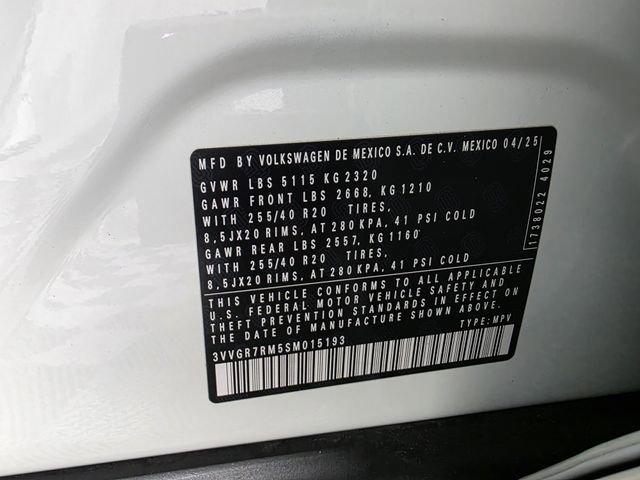 MFD BY VOLKSWAGEN DE MEXICO S.A. DE C.V. MEXICO 04/25
GVWR LBS 5115 KG 2320
GAWR FRONT LBS 2668, KG 1210
WITH 255/40 R20 TIRES,
8,5JX20 RIMS, AT 280 KPA, 41 PSI COLD
GAWR REAR LBS 2557, KG 1160
WITH 255/40 R20 TIRES,
8,5JX20 RIMS, AT 280 KPA, 41 PSI COLD
THIS VEHICLE CONFORMS TO ALL APPLICABLE
U.S. FEDERAL MOTOR VEHICLE SAFETY AND
THEFT PREVENTION STANDARDS IN EFFECT ON
THE DATE OF MANUFACTURE SHOWN ABOVE.
3VVGR7RM5SM015193 TYPE: MPV
1738022 4029